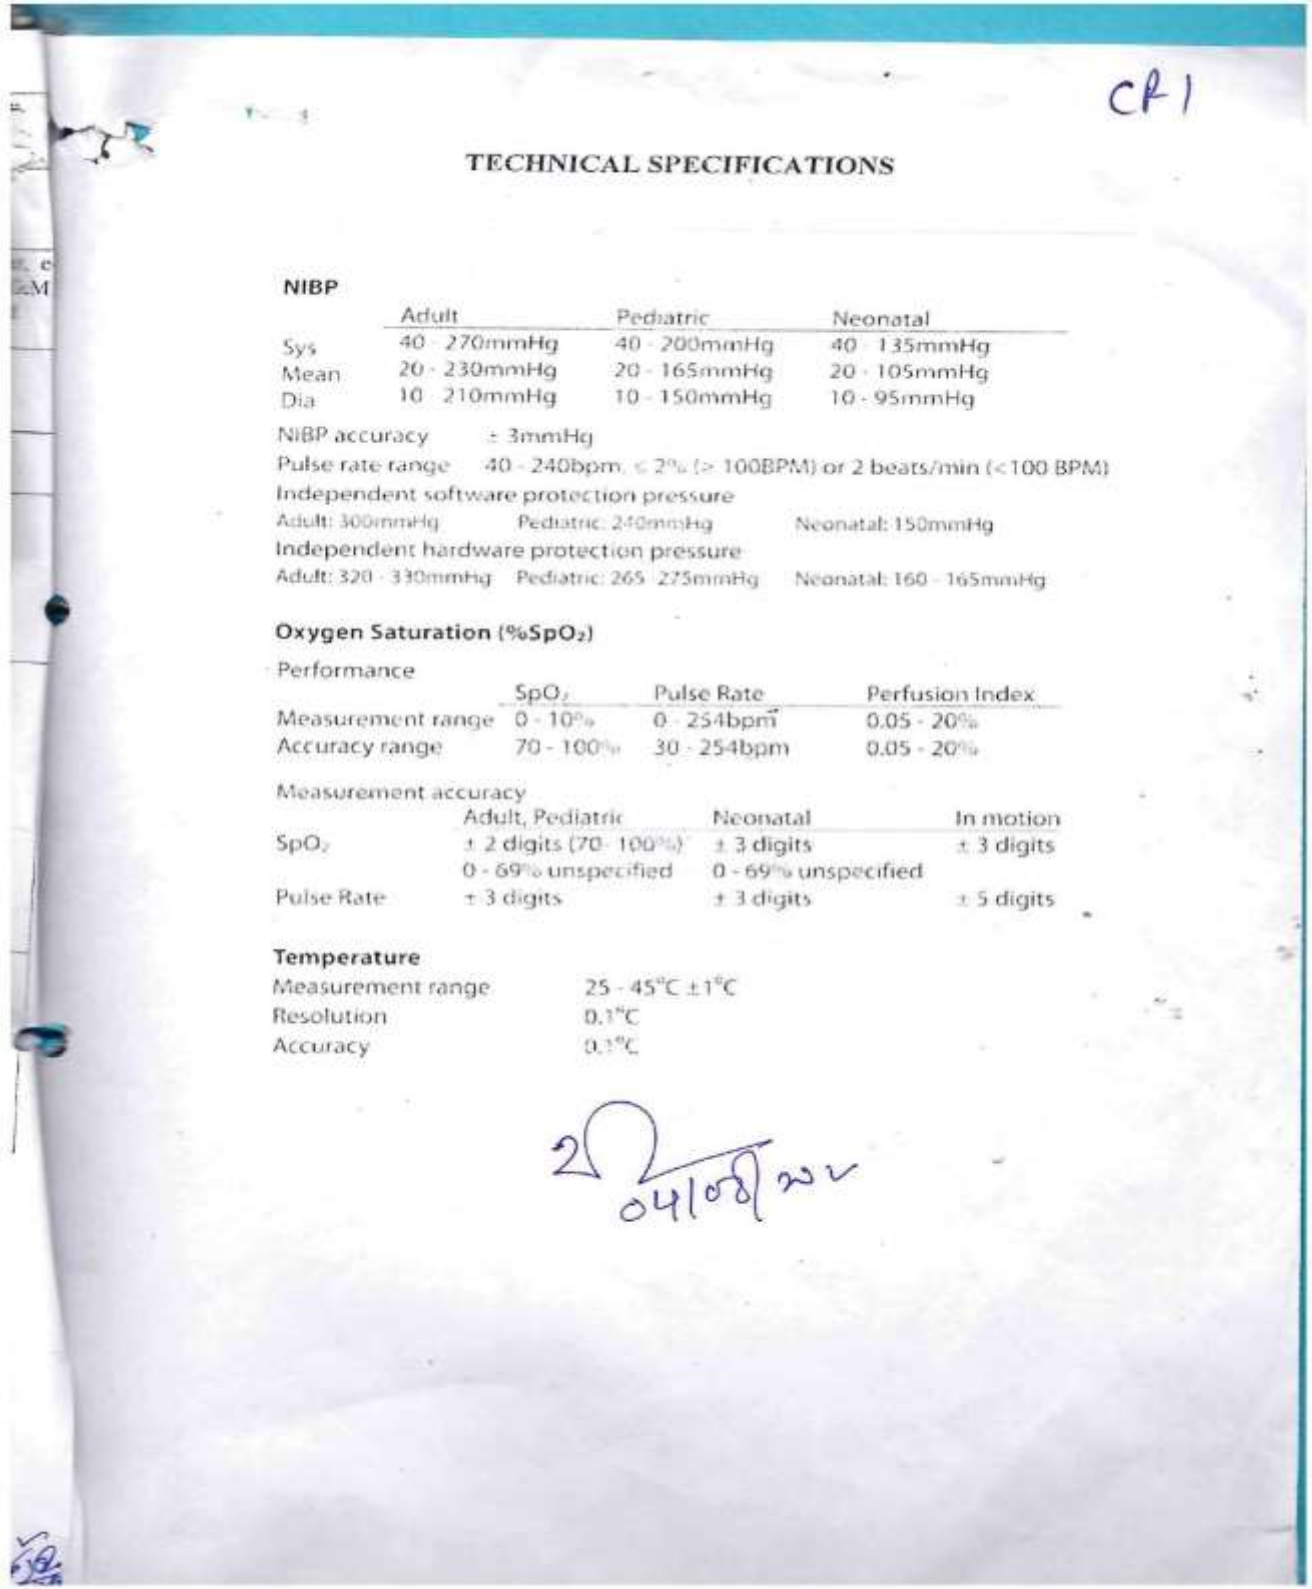 CR1
TECHNICAL SPECIFICATIONS
NIBP
Adult Pediatric Neonatal
Sys 40 - 270mmHg 40 - 200mmHg 40 - 135mmHg
Mean 20 - 230mmHg 20 - 165mmHg 20 - 105mmHg
Dia 10 - 210mmHg 10 - 150mmHg 10 - 95mmHg
NIBP accuracy ± 3mmHg
Pulse rate range 40 - 240bpm, ≤ 2% (≥ 100BPM) or 2 beats/min (<100 BPM)
Independent software protection pressure
Adult: 300mmHg Pediatric: 240mmHg Neonatal: 150mmHg
Independent hardware protection pressure
Adult: 320 - 330mmHg Pediatric: 265 - 275mmHg Neonatal: 160 - 165mmHg
Oxygen Saturation (%SpO₂)
Performance
SpO₂ Pulse Rate Perfusion Index
Measurement range 0 - 10% 0 - 254bpm 0.05 - 20%
Accuracy range 70 - 100% 30 - 254bpm 0.05 - 20%
Measurement accuracy
Adult, Pediatric Neonatal In motion
SpO₂ ± 2 digits (70 - 100%) ± 3 digits ± 3 digits
0 - 69% unspecified 0 - 69% unspecified
Pulse Rate ± 3 digits ± 3 digits ± 5 digits
Temperature
Measurement range 25 - 45°C ±1°C
Resolution 0.1°C
Accuracy 0.1°C